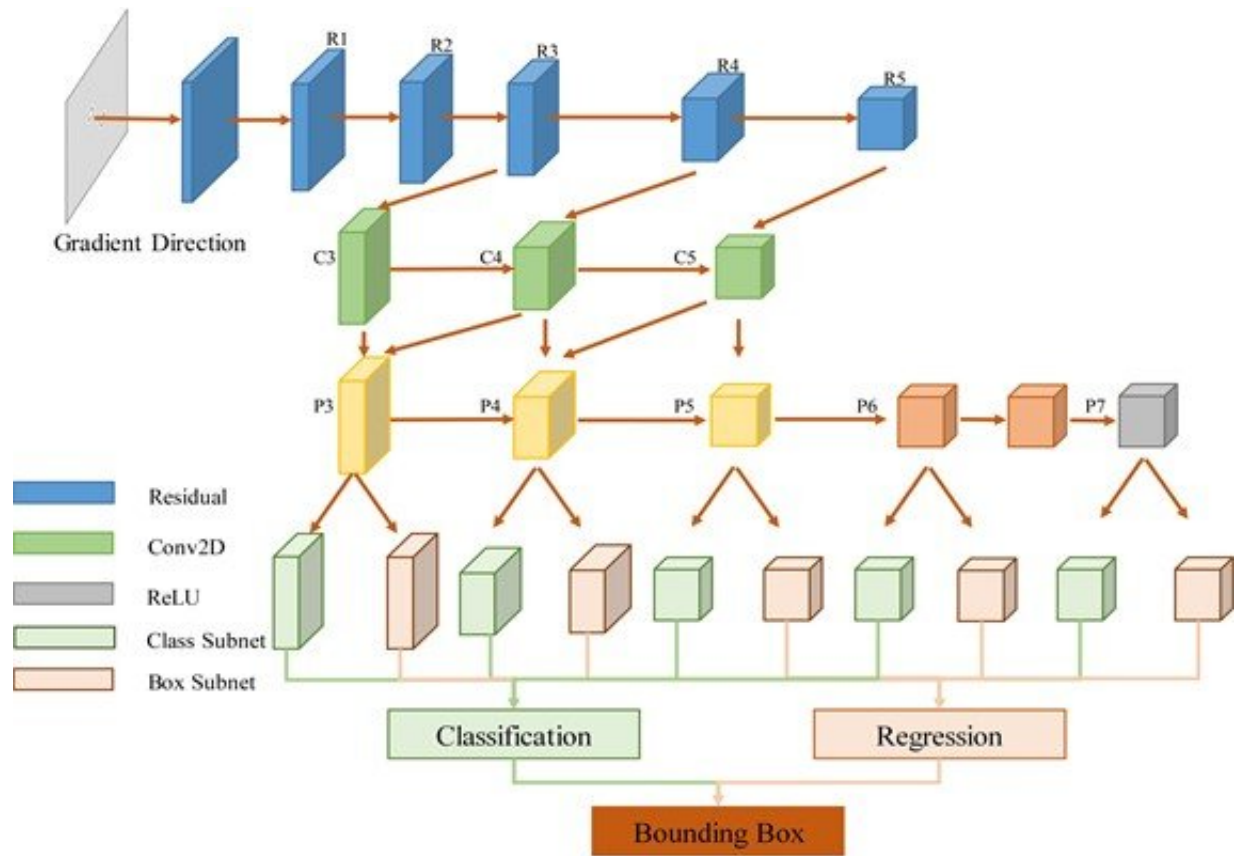 R1
R2
R3
R4
R5
Gradient Direction
C3
C4
C5
P3
P4
P5
P6
P7
Residual
Conv2D
ReLU
Class Subnet
Box Subnet
Classification
Regression
Bounding Box